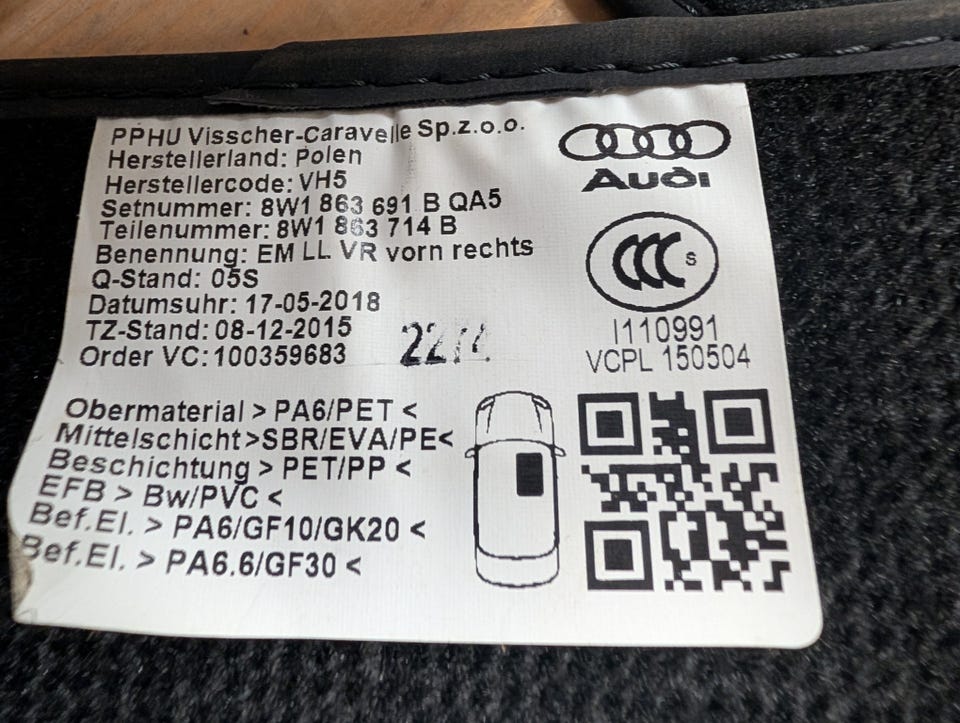 PPHU Visscher-Caravelle Sp.z.o.o.
Herstellerland: Polen
Herstellercode: VH5
Setnummer: 8W1 863 691 B QA5
Teilenummer: 8W1 863 714 B
Benennung: EM LL VR vorn rechts
Q-Stand: 05S
Datumsuhr: 17-05-2018
TZ-Stand: 08-12-2015
Order VC: 100359683
Audi
CCC S
I110991
VCPL 150504
Obermaterial > PA6/PET <
Mittelschicht>SBR/EVA/PE<
Beschichtung > PET/PP <
EFB > Bw/PVC <
Bef.El. > PA6/GF10/GK20 <
Bef.El. > PA6.6/GF30 <